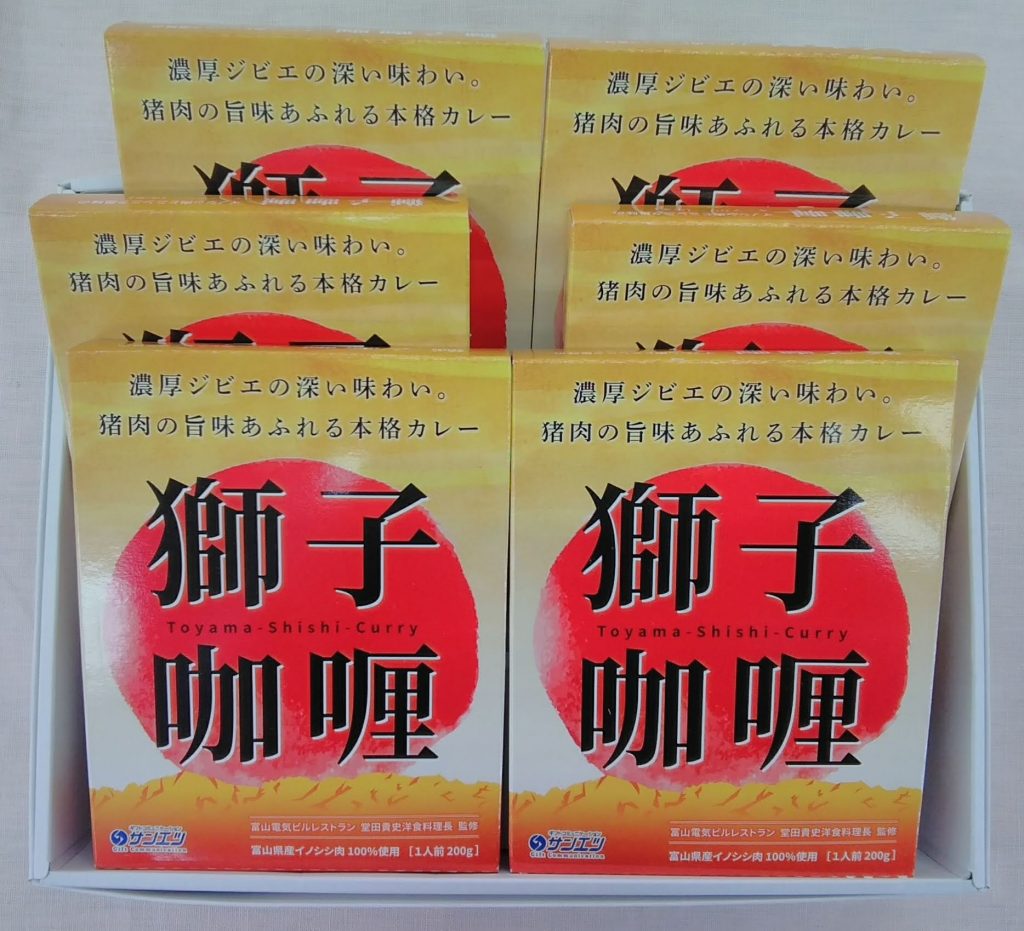 濃厚ジビエの深い味わい。
猪肉の旨味あふれる本格カレー
獅子
濃厚ジビエの深い味わい。
猪肉の旨味あふれる本格カレー
獅子
濃厚ジビエの深い味わい。
猪肉の旨味あふれる本格カレー
濃厚ジビエの深い味わい。
猪肉の旨味あふれる本格カレー
濃厚ジビエの深い味わい。
猪肉の旨味あふれる本格カレー
獅子
Toyama-Shishi-Curry
咖喱
サンエツ
Gift Communication
富山電気ビルレストラン 堂田貴史洋食料理長 監修
富山県産イノシシ肉100%使用 [1人前200g]
濃厚ジビエの深い味わい。
猪肉の旨味あふれる本格カレー
獅子
Toyama-Shishi-Curry
咖喱
サンエツ
Gift Communication
富山電気ビルレストラン 堂田貴史洋食料理長 監修
富山県産イノシシ肉100%使用 [1人前200g]